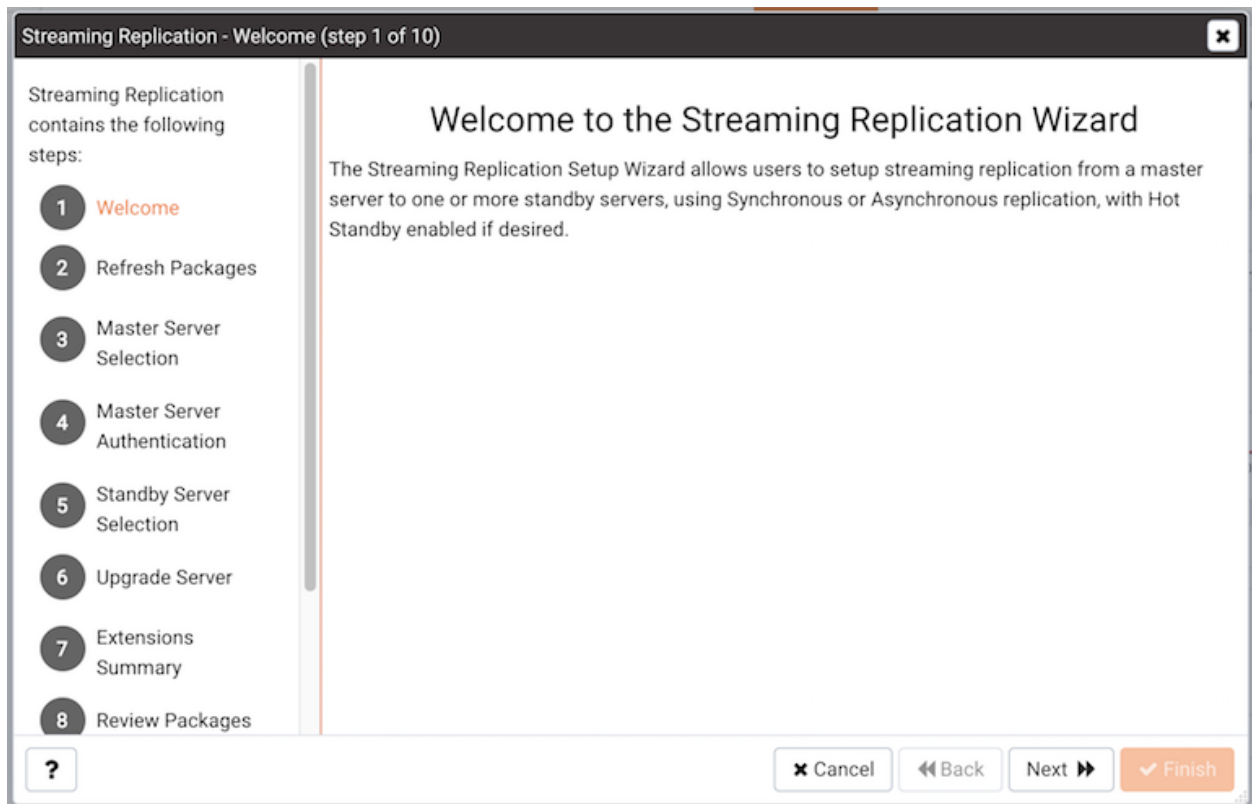 Streaming Replication - Welcome (step 1 of 10)
Streaming Replication
contains the following
steps:
1 Welcome
2 Refresh Packages
3 Master Server
Selection
4 Master Server
Authentication
5 Standby Server
Selection
6 Upgrade Server
7 Extensions
Summary
8 Review Packages
Welcome to the Streaming Replication Wizard
The Streaming Replication Setup Wizard allows users to setup streaming replication from a master
server to one or more standby servers, using Synchronous or Asynchronous replication, with Hot
Standby enabled if desired.
? Cancel Back Next Finish